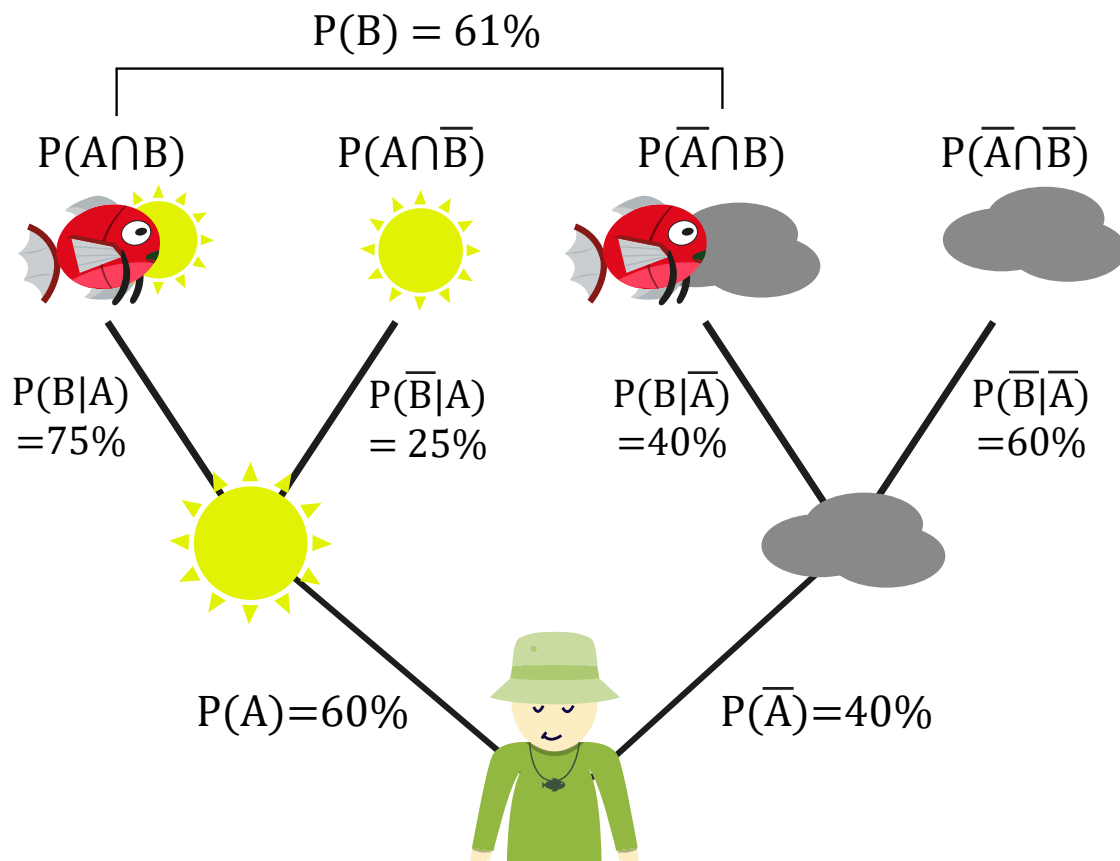 P(B) = 61%
P(A⋂B)
P(A⋂B̅)
P(A̅⋂B)
P(A̅⋂B̅)
P(B|A)
=75%
P(B̅|A)
= 25%
P(B|A̅)
=40%
P(B̅|A̅)
=60%
P(A)=60%
P(A̅)=40%